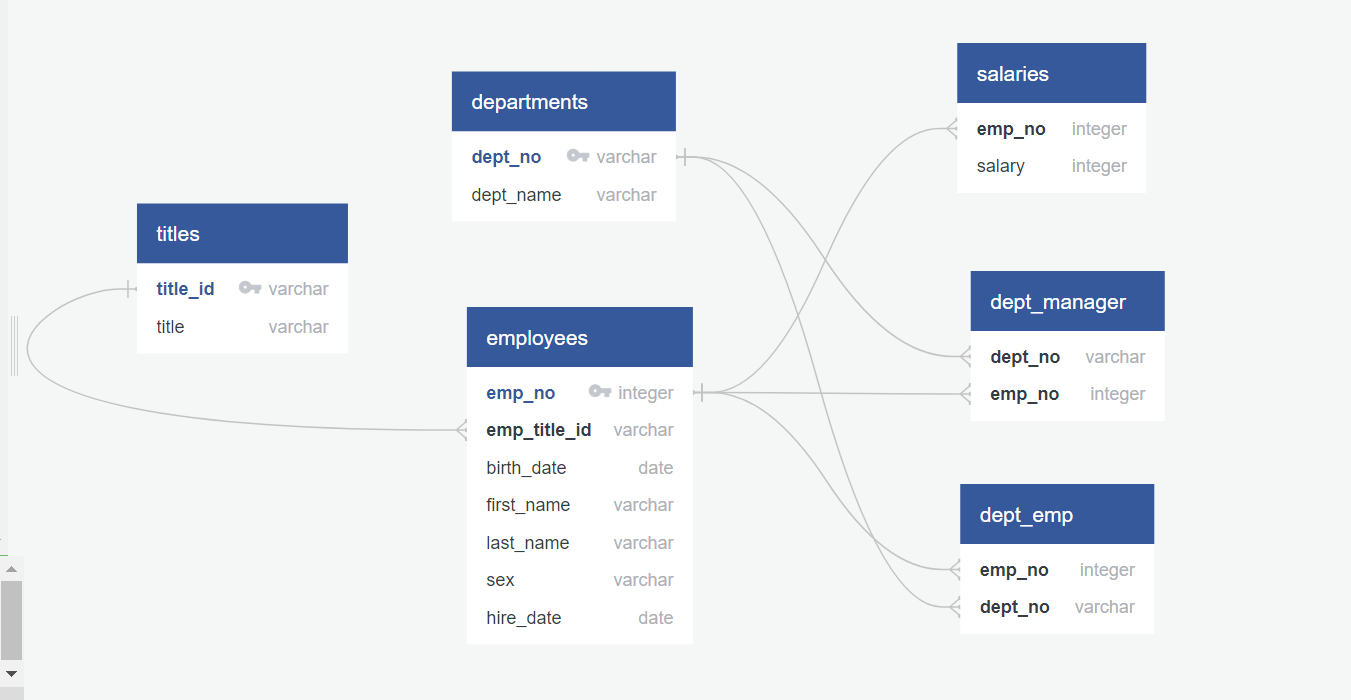 titles
title_id varchar
title varchar
departments
dept_no varchar
dept_name varchar
employees
emp_no integer
emp_title_id varchar
birth_date date
first_name varchar
last_name varchar
sex varchar
hire_date date
salaries
emp_no integer
salary integer
dept_manager
dept_no varchar
emp_no integer
dept_emp
emp_no integer
dept_no varchar